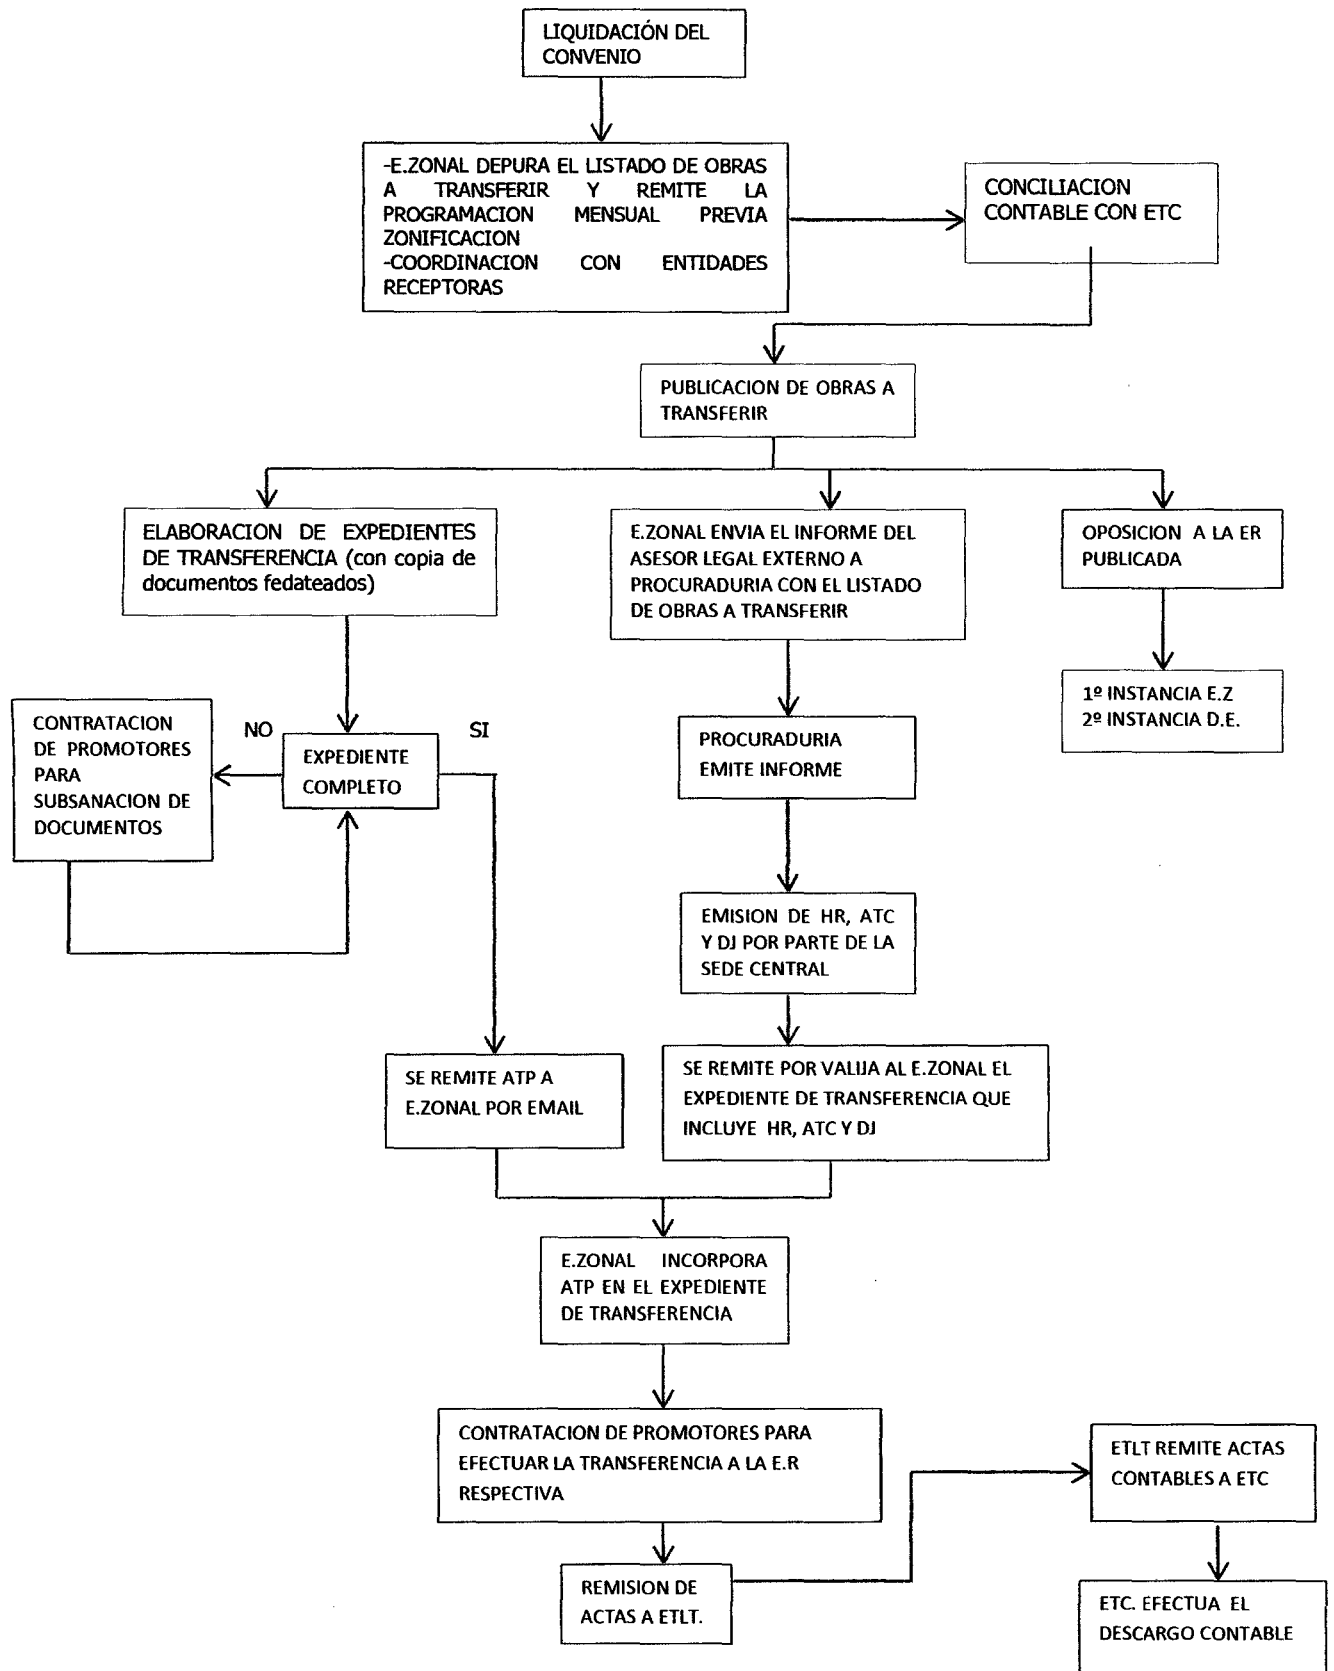 LIQUIDACIÓN DEL
CONVENIO
-E.ZONAL DEPURA EL LISTADO DE OBRAS
A TRANSFERIR Y REMITE LA
PROGRAMACION MENSUAL PREVIA
ZONIFICACION
-COORDINACION CON ENTIDADES
RECEPTORAS
CONCILIACION
CONTABLE CON ETC
PUBLICACION DE OBRAS A
TRANSFERIR
ELABORACION DE EXPEDIENTES
DE TRANSFERENCIA (con copia de
documentos fedateados)
E.ZONAL ENVIA EL INFORME DEL
ASESOR LEGAL EXTERNO A
PROCURADURIA CON EL LISTADO
DE OBRAS A TRANSFERIR
OPOSICION A LA ER
PUBLICADA
1º INSTANCIA E.Z
2º INSTANCIA D.E.
CONTRATACION
DE PROMOTORES
PARA
SUBSANACION DE
DOCUMENTOS
NO
EXPEDIENTE
COMPLETO
SI
PROCURADURIA
EMITE INFORME
EMISION DE HR, ATC
Y DJ POR PARTE DE LA
SEDE CENTRAL
SE REMITE ATP A
E.ZONAL POR EMAIL
SE REMITE POR VALIJA AL E.ZONAL EL
EXPEDIENTE DE TRANSFERENCIA QUE
INCLUYE HR, ATC Y DJ
E.ZONAL INCORPORA
ATP EN EL EXPEDIENTE
DE TRANSFERENCIA
CONTRATACION DE PROMOTORES PARA
EFECTUAR LA TRANSFERENCIA A LA E.R
RESPECTIVA
ETLT REMITE ACTAS
CONTABLES A ETC
REMISION DE
ACTAS A ETLT.
ETC. EFECTUA EL
DESCARGO CONTABLE